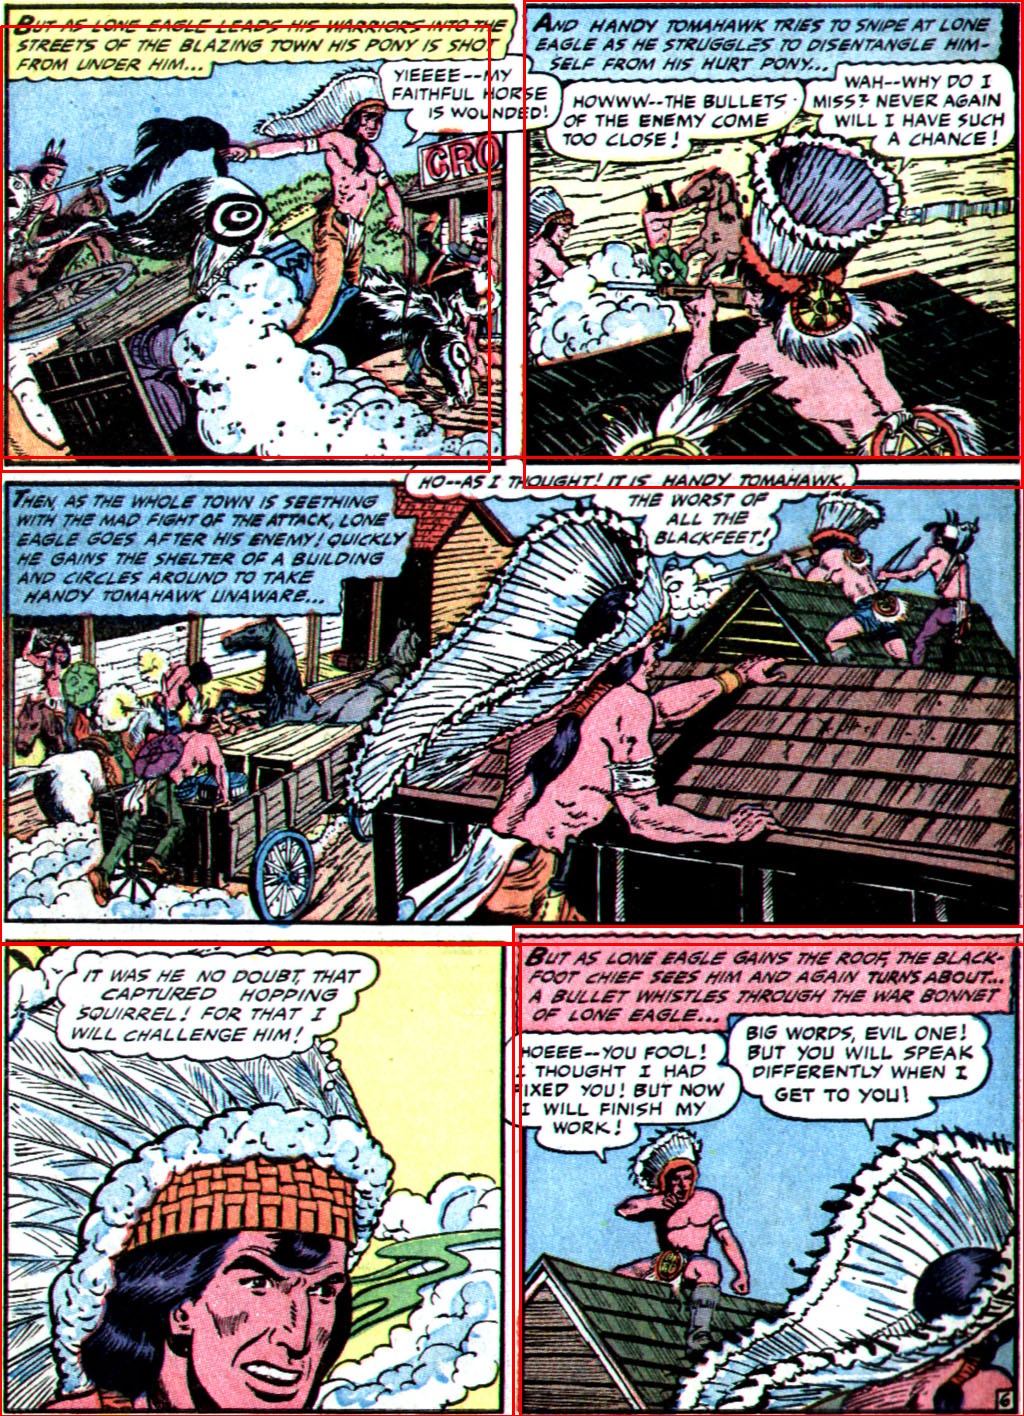 BUT AS LONE EAGLE LEADS HIS WARRIORS INTO THE
STREETS OF THE BLAZING TOWN HIS PONY IS SHOT
FROM UNDER HIM...
YIEEEE--MY
FAITHFUL HORSE
IS WOUNDED!
CRO
AND HANDY TOMAHAWK TRIES TO SNIPE AT LONE
EAGLE AS HE STRUGGLES TO DISENTANGLE HIM-
SELF FROM HIS HURT PONY...
HOWWW--THE BULLETS
OF THE ENEMY COME
TOO CLOSE!
WAH--WHY DO I
MISS? NEVER AGAIN
WILL I HAVE SUCH
A CHANCE!
THEN, AS THE WHOLE TOWN IS SEETHING
WITH THE MAD FIGHT OF THE ATTACK, LONE
EAGLE GOES AFTER HIS ENEMY! QUICKLY
HE GAINS THE SHELTER OF A BUILDING
AND CIRCLES AROUND TO TAKE
HANDY TOMAHAWK UNAWARE...
HO--AS I THOUGHT! IT IS HANDY TOMAHAWK,
THE WORST OF
ALL THE
BLACKFEET!
IT WAS HE NO DOUBT, THAT
CAPTURED HOPPING
SQUIRREL! FOR THAT I
WILL CHALLENGE HIM!
BUT AS LONE EAGLE GAINS THE ROOF, THE BLACK-
FOOT CHIEF SEES HIM AND AGAIN TURNS ABOUT...
A BULLET WHISTLES THROUGH THE WAR BONNET
OF LONE EAGLE...
HOEEE--YOU FOOL!
I THOUGHT I HAD
FIXED YOU! BUT NOW
I WILL FINISH MY
WORK!
BIG WORDS, EVIL ONE!
BUT YOU WILL SPEAK
DIFFERENTLY WHEN I
GET TO YOU!
6